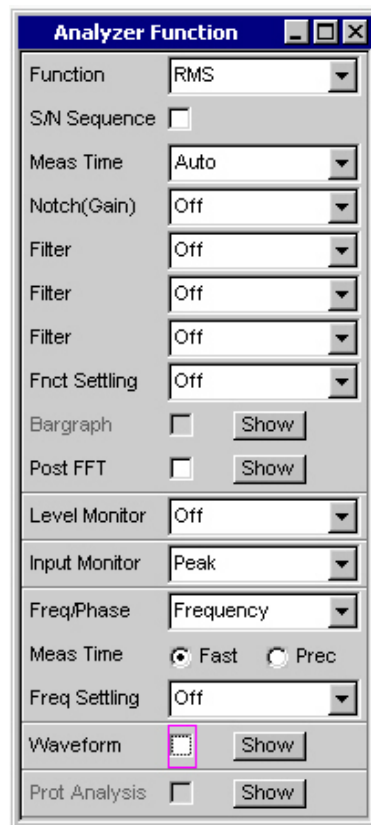 Analyzer Function
Function RMS
S/N Sequence
Meas Time Auto
Notch(Gain) Off
Filter Off
Filter Off
Filter Off
Fnct Settling Off
Bargraph Show
Post FFT Show
Level Monitor Off
Input Monitor Peak
Freq/Phase Frequency
Meas Time Fast Prec
Freq Settling Off
Waveform Show
Prot Analysis Show